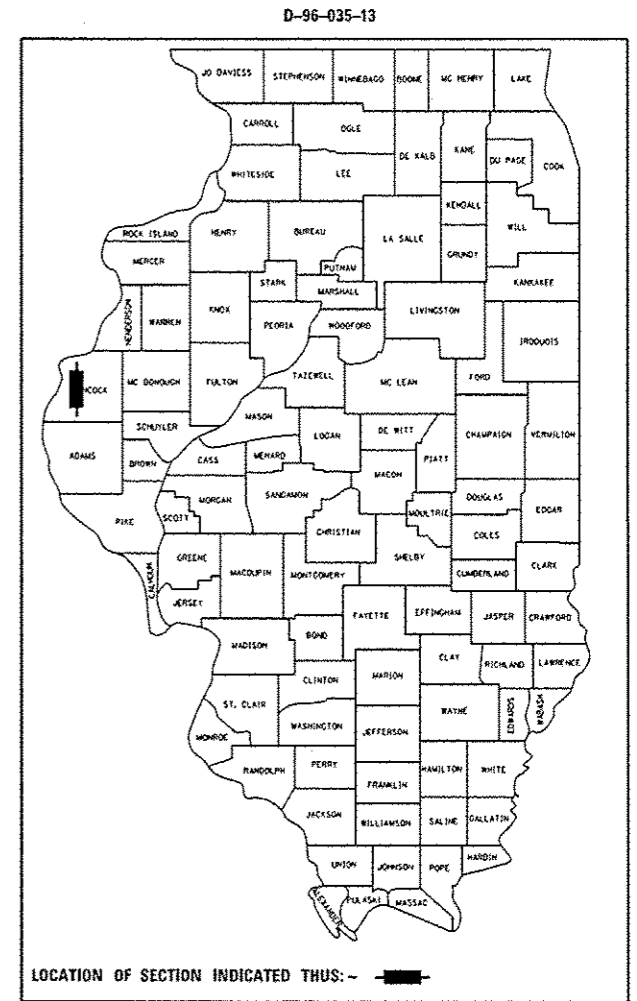 D-96-035-13
JO DAVIESS
STEPHENSON
WINNEBAGO
BOONE
MC HENRY
LAKE
CARROLL
OGLE
DE KALB
KANE
DU PAGE
COOK
WHITESIDE
LEE
KENDALL
WILL
ROCK ISLAND
HENRY
BUREAU
LA SALLE
GRUNDY
MERCER
PUTNAM
KANKAKEE
STARK
MARSHALL
HENDERSON
WARREN
KNOX
PEORIA
WOODFORD
LIVINGSTON
IROQUOIS
NCOCK
MC DONOUGH
FULTON
TAZEWELL
MC LEAN
FORD
MASON
SCHUYLER
LOGAN
DE WITT
CHAMPAIGN
VERMILION
ADAMS
BROWN
CASS
MENARD
PIATT
MACON
MORGAN
SANGAMON
DOUGLAS
EDGAR
PIKE
SCOTT
CHRISTIAN
MOULTRIE
COLES
SHELBY
GREENE
MACOUPIN
MONTGOMERY
CUMBERLAND
CLARK
CALHOUN
JERSEY
FAYETTE
EFFINGHAM
JASPER
CRAWFORD
MADISON
BOND
CLAY
RICHLAND
LAWRENCE
CLINTON
MARION
ST. CLAIR
WAYNE
EDWARDS
WABASH
WASHINGTON
JEFFERSON
MONROE
RANDOLPH
PERRY
HAMILTON
WHITE
FRANKLIN
JACKSON
WILLIAMSON
SALINE
GALLATIN
UNION
JOHNSON
POPE
HARDIN
ALEXANDER
PULASKI
MASSAC
LOCATION OF SECTION INDICATED THUS:-